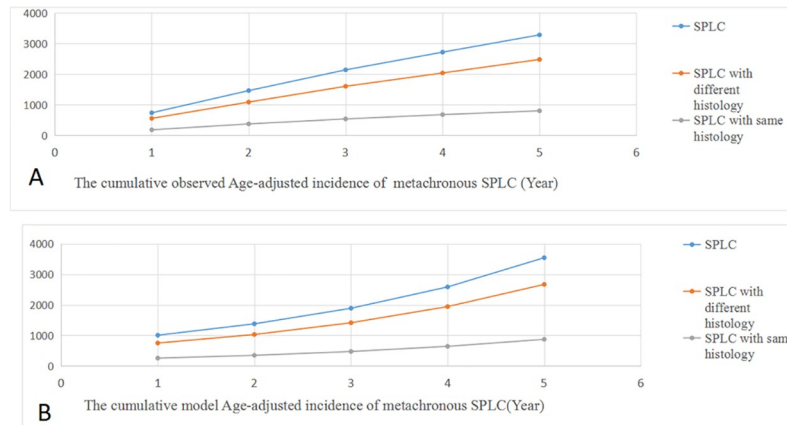 4000
3000
2000
1000
0
0 1 2 3 4 5 6
SPLC
SPLC with
different
histology
SPLC with same
histology
A
The cumulative observed Age-adjusted incidence of metachronous SPLC (Year)
4000
3000
2000
1000
0
0 1 2 3 4 5 6
SPLC
SPLC with
different
histology
SPLC with same
histology
B
The cumulative model Age-adjusted incidence of metachronous SPLC(Year)